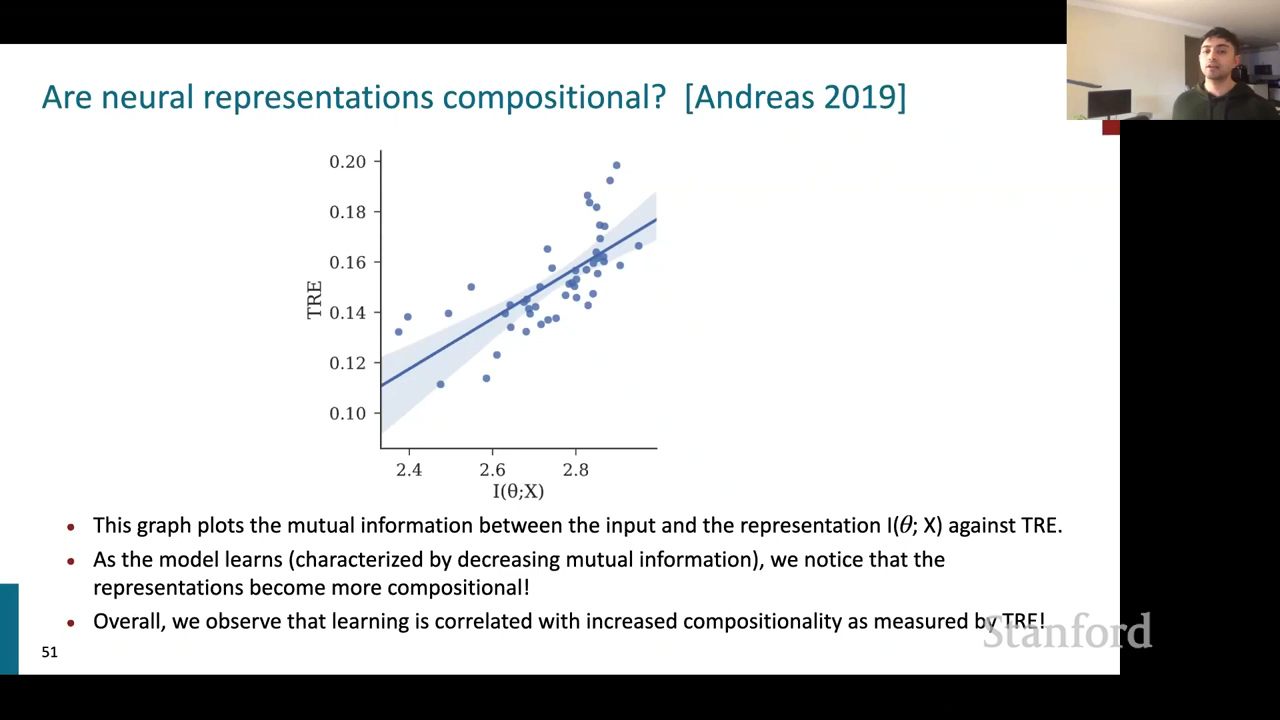 Are neural representations compositional? [Andreas 2019]
0.20
0.18
0.16
0.14
0.12
0.10
TRE
2.4 2.6 2.8
I(θ;X)
• This graph plots the mutual information between the input and the representation I(θ; X) against TRE.
• As the model learns (characterized by decreasing mutual information), we notice that the
representations become more compositional!
• Overall, we observe that learning is correlated with increased compositionality as measured by TRE!
Stanford
51